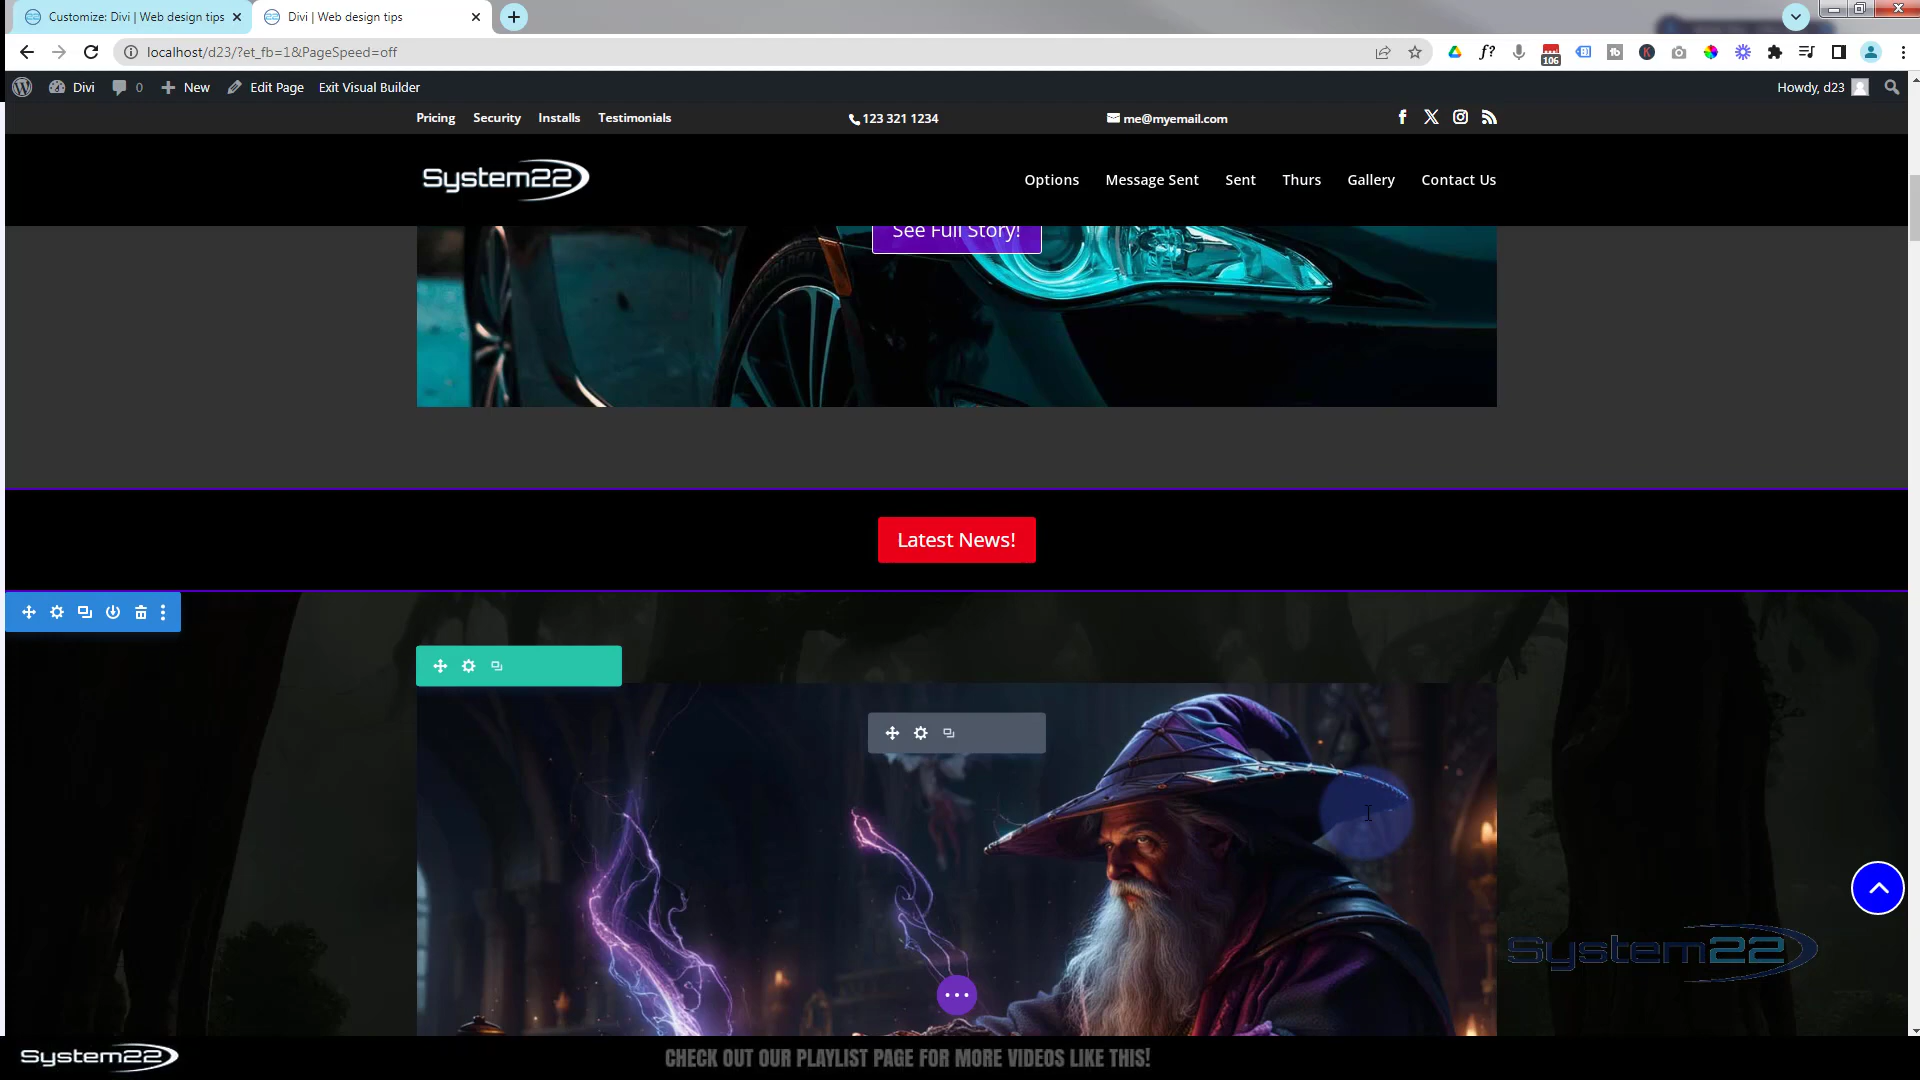 Customize: Divi | Web design tips
Divi | Web design tips
localhost/d23/?et_fb=1&PageSpeed=off
f?
106
fb
K
Divi
0
New
Edit Page
Exit Visual Builder
Howdy, d23
Pricing
Security
Installs
Testimonials
123 321 1234
me@myemail.com
System22
Options
Message Sent
Sent
Thurs
Gallery
Contact Us
See Full Story!
Latest News!
System22
System22
CHECK OUT OUR PLAYLIST PAGE FOR MORE VIDEOS LIKE THIS!